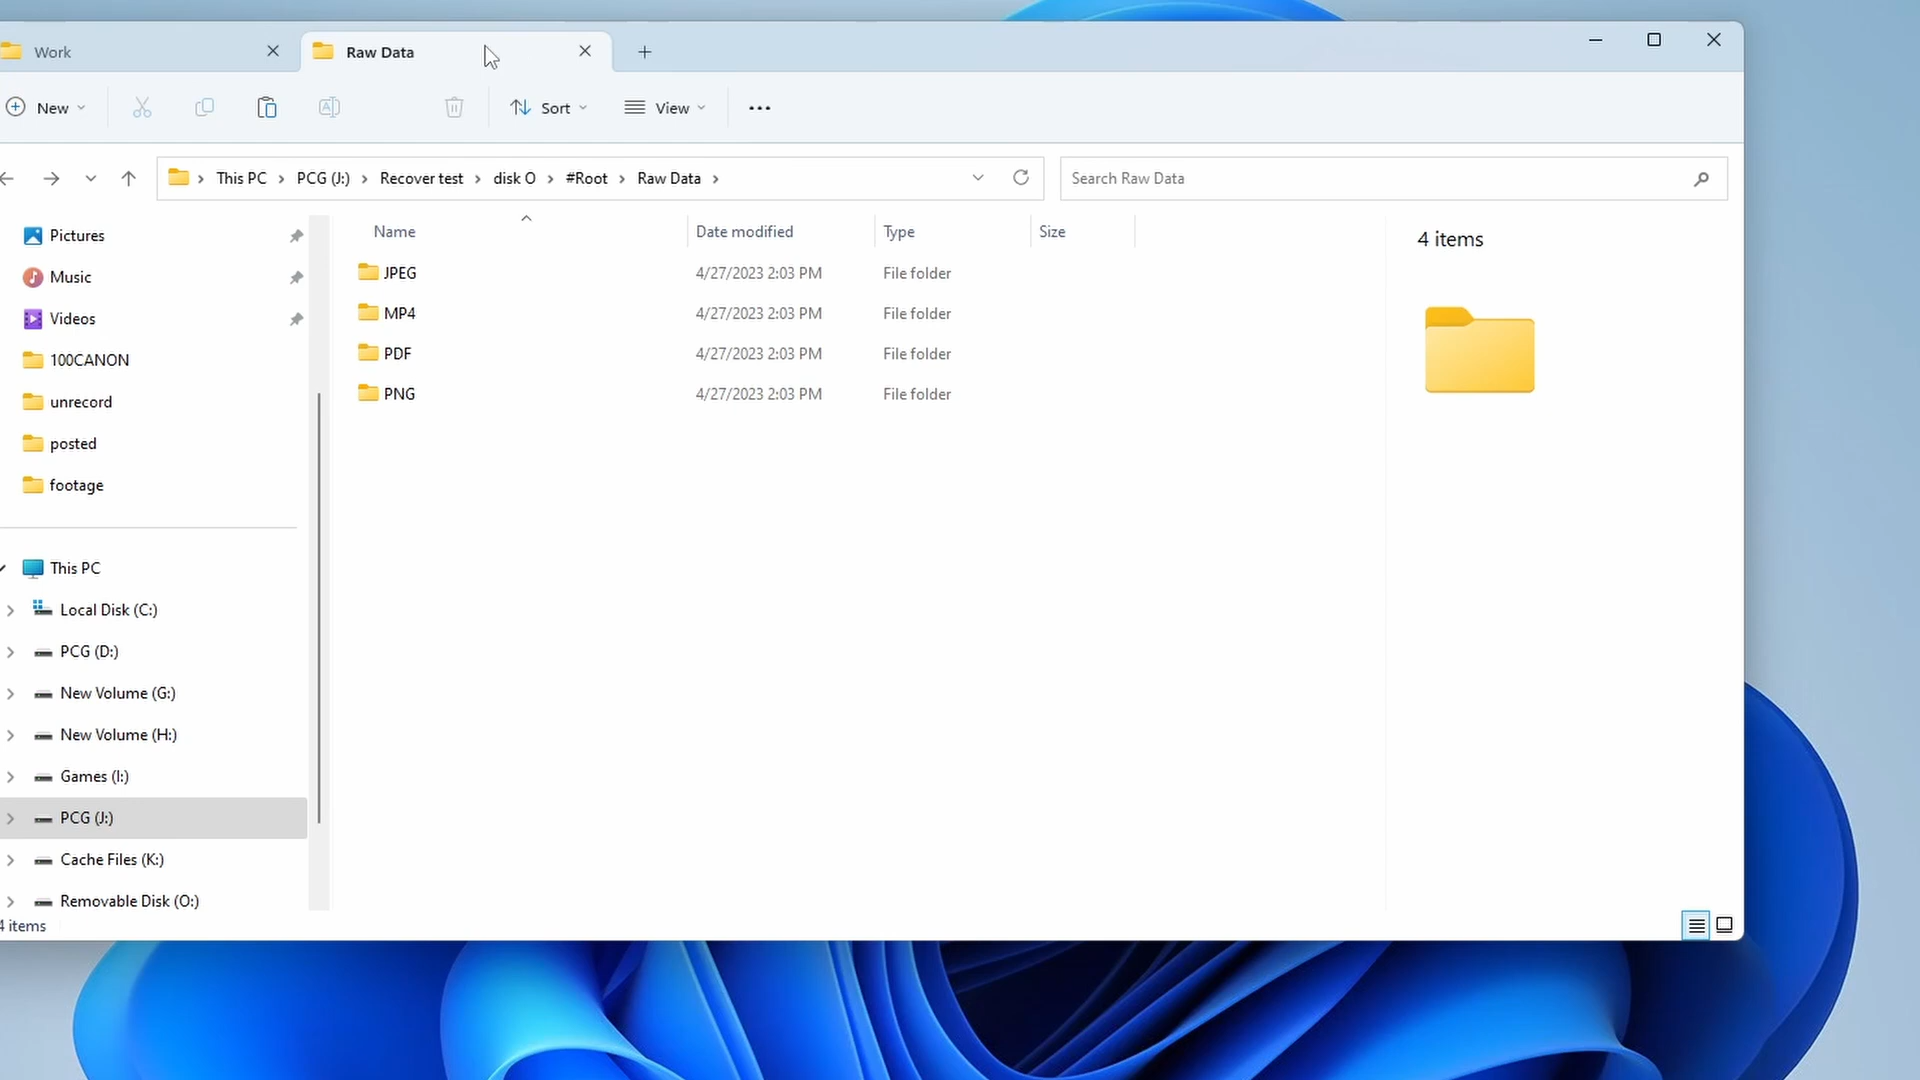 Work
Raw Data
New
Sort
View
This PC
PCG (J:)
Recover test
disk O
#Root
Raw Data
Search Raw Data
Pictures
Music
Videos
100CANON
unrecord
posted
footage
This PC
Local Disk (C:)
PCG (D:)
New Volume (G:)
New Volume (H:)
Games (I:)
PCG (J:)
Cache Files (K:)
Removable Disk (O:)
4 items
Name Date modified Type Size
JPEG 4/27/2023 2:03 PM File folder
MP4 4/27/2023 2:03 PM File folder
PDF 4/27/2023 2:03 PM File folder
PNG 4/27/2023 2:03 PM File folder
4 items